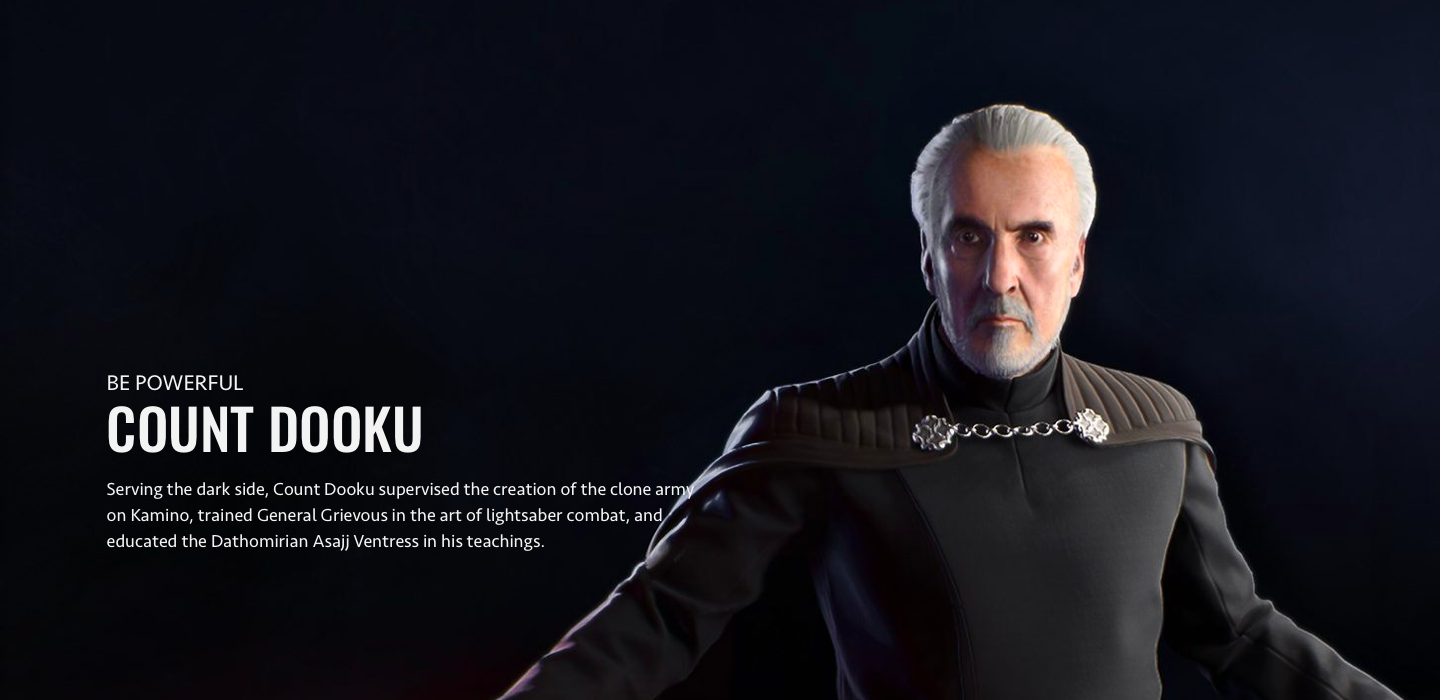 BE POWERFUL
COUNT DOOKU
Serving the dark side, Count Dooku supervised the creation of the clone army
on Kamino, trained General Grievous in the art of lightsaber combat, and
educated the Dathomirian Asajj Ventress in his teachings.